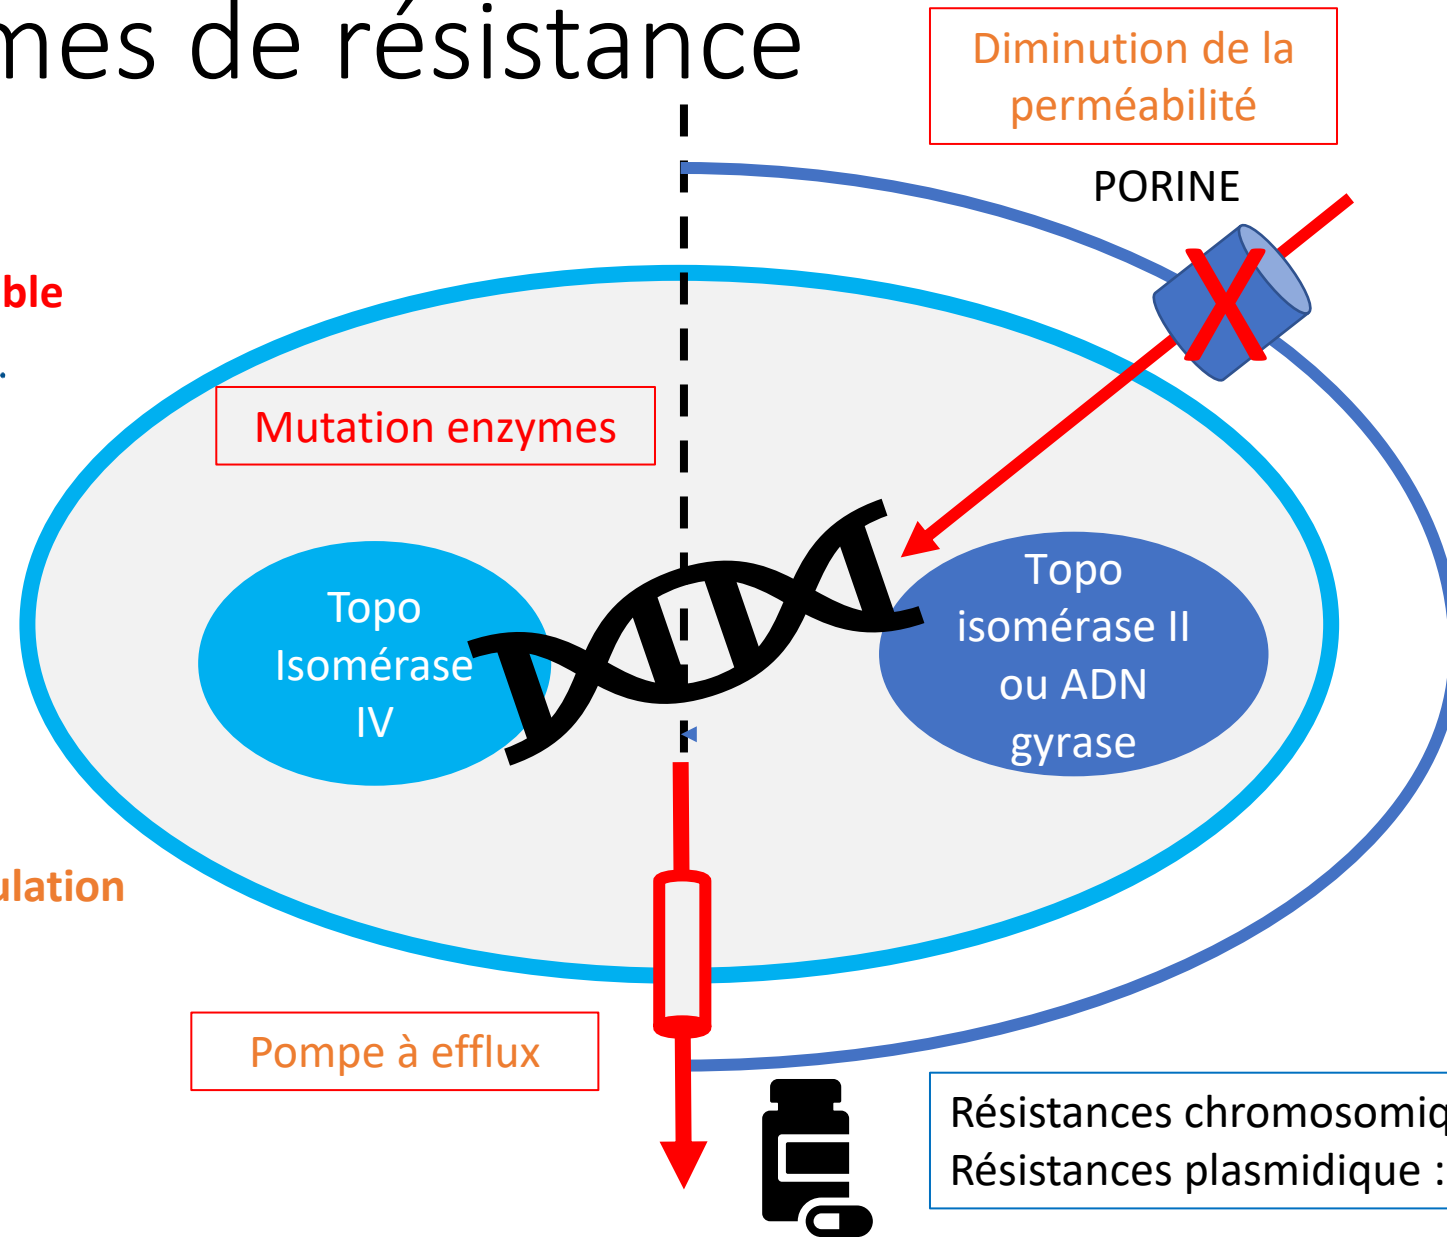 mes de résistance
Diminution de la
perméabilité
PORINE
ble
.
Mutation enzymes
Topo
Isomérase
IV
Topo
isomérase II
ou ADN
gyrase
ulation
Pompe à efflux
Résistances chromosomiq
Résistances plasmidique :